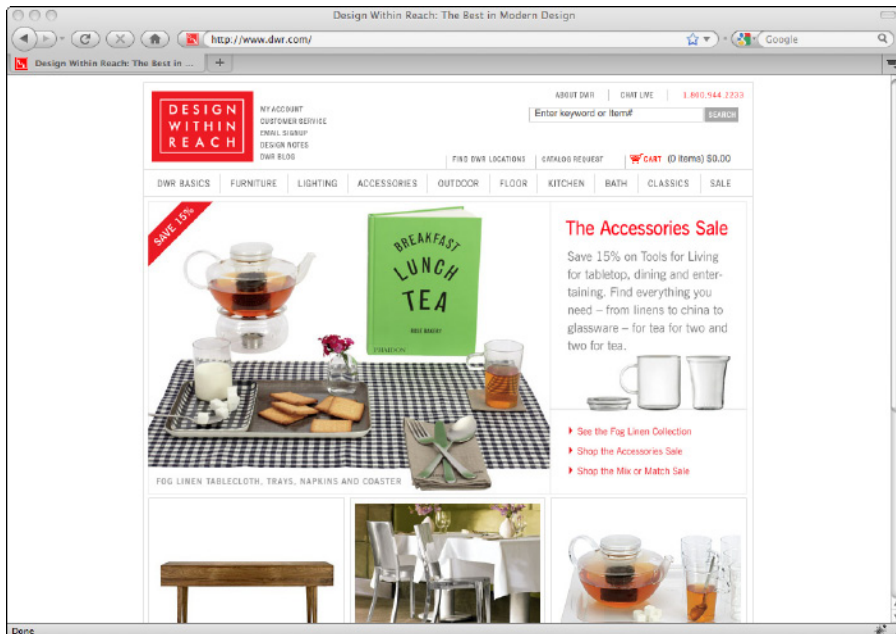 Design Within Reach: The Best in Modern Design
http://www.dwr.com/
Google
Design Within Reach: The Best in ...
ABOUT DWR
CHAT LIVE
1.800.944.2233
DESIGN
WITHIN
REACH
MY ACCOUNT
CUSTOMER SERVICE
EMAIL SIGNUP
DESIGN NOTES
DWR BLOG
Enter keyword or Item#
SEARCH
FIND DWR LOCATIONS
CATALOG REQUEST
CART (0 items) $0.00
DWR BASICS
FURNITURE
LIGHTING
ACCESSORIES
OUTDOOR
FLOOR
KITCHEN
BATH
CLASSICS
SALE
SAVE 15%
BREAKFAST
LUNCH
TEA
ROSE BAKERY
PHAIDON
The Accessories Sale
Save 15% on Tools for Living
for tabletop, dining and enter-
taining. Find everything you
need – from linens to china to
glassware – for tea for two and
two for tea.
See the Fog Linen Collection
Shop the Accessories Sale
Shop the Mix or Match Sale
FOG LINEN TABLECLOTH, TRAYS, NAPKINS AND COASTER
Done